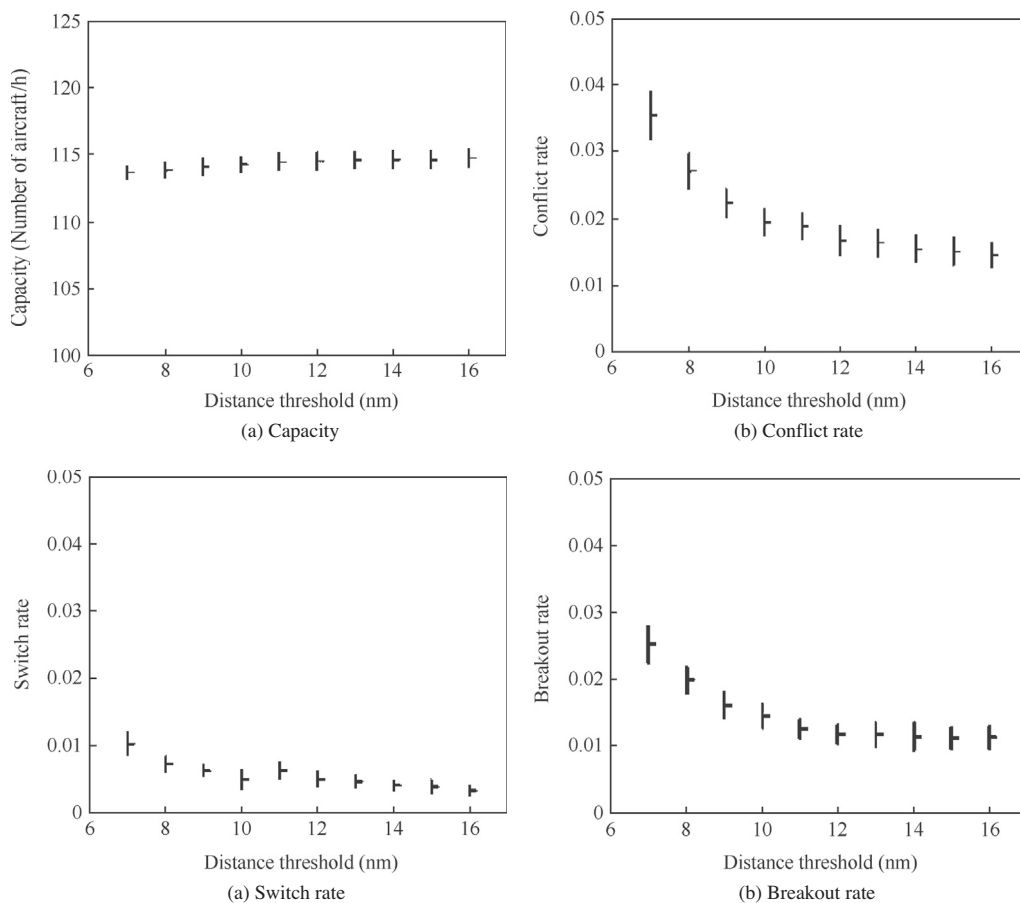 125
120
115
110
105
100
Capacity (Number of aircraft/h)
6 8 10 12 14 16
Distance threshold (nm)
(a) Capacity
0.05
0.04
0.03
0.02
0.01
0
Conflict rate
6 8 10 12 14 16
Distance threshold (nm)
(b) Conflict rate
0.05
0.04
0.03
0.02
0.01
0
Switch rate
6 8 10 12 14 16
Distance threshold (nm)
(a) Switch rate
0.05
0.04
0.03
0.02
0.01
0
Breakout rate
6 8 10 12 14 16
Distance threshold (nm)
(b) Breakout rate